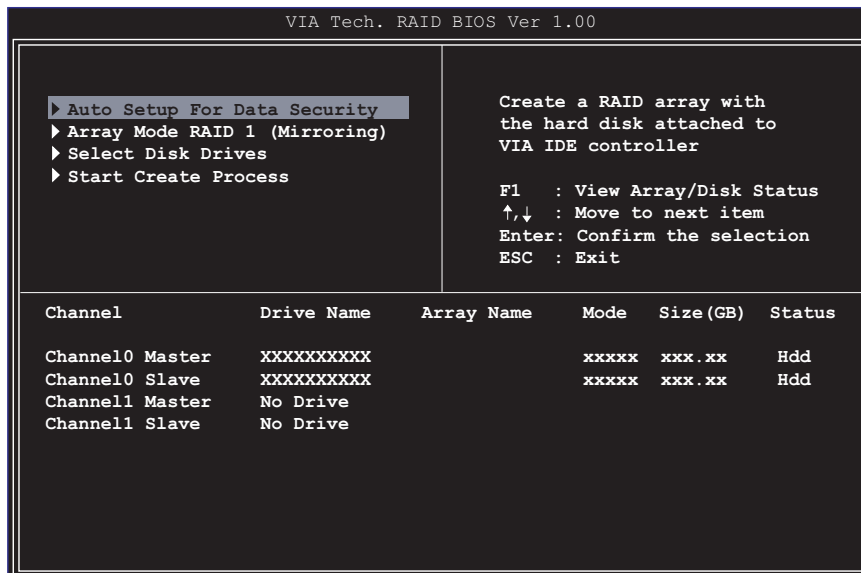 VIA Tech. RAID BIOS Ver 1.00
Auto Setup For Data Security
Array Mode RAID 1 (Mirroring)
Select Disk Drives
Start Create Process
Create a RAID array with
the hard disk attached to
VIA IDE controller
F1 : View Array/Disk Status
↑,↓ : Move to next item
Enter: Confirm the selection
ESC : Exit
Channel Drive Name Array Name Mode Size(GB) Status
Channel0 Master XXXXXXXXXX xxxxx xxx.xx Hdd
Channel0 Slave XXXXXXXXXX xxxxx xxx.xx Hdd
Channel1 Master No Drive
Channel1 Slave No Drive